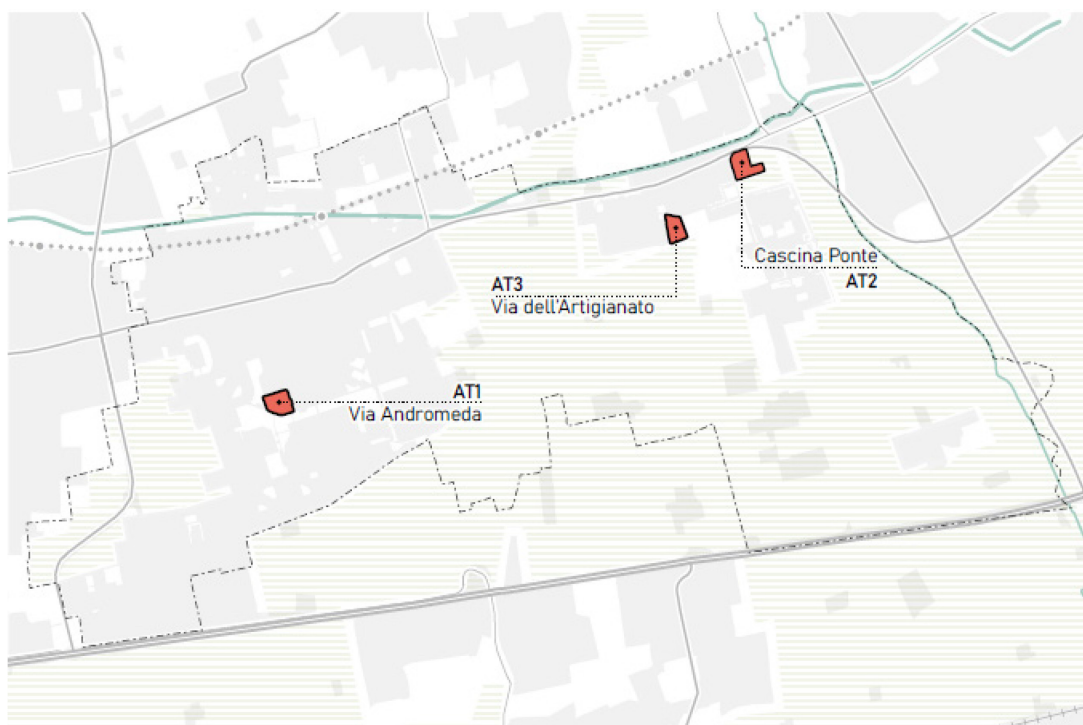 Cascina Ponte
AT2
AT3
Via dell'Artigianato
AT1
Via Andromeda